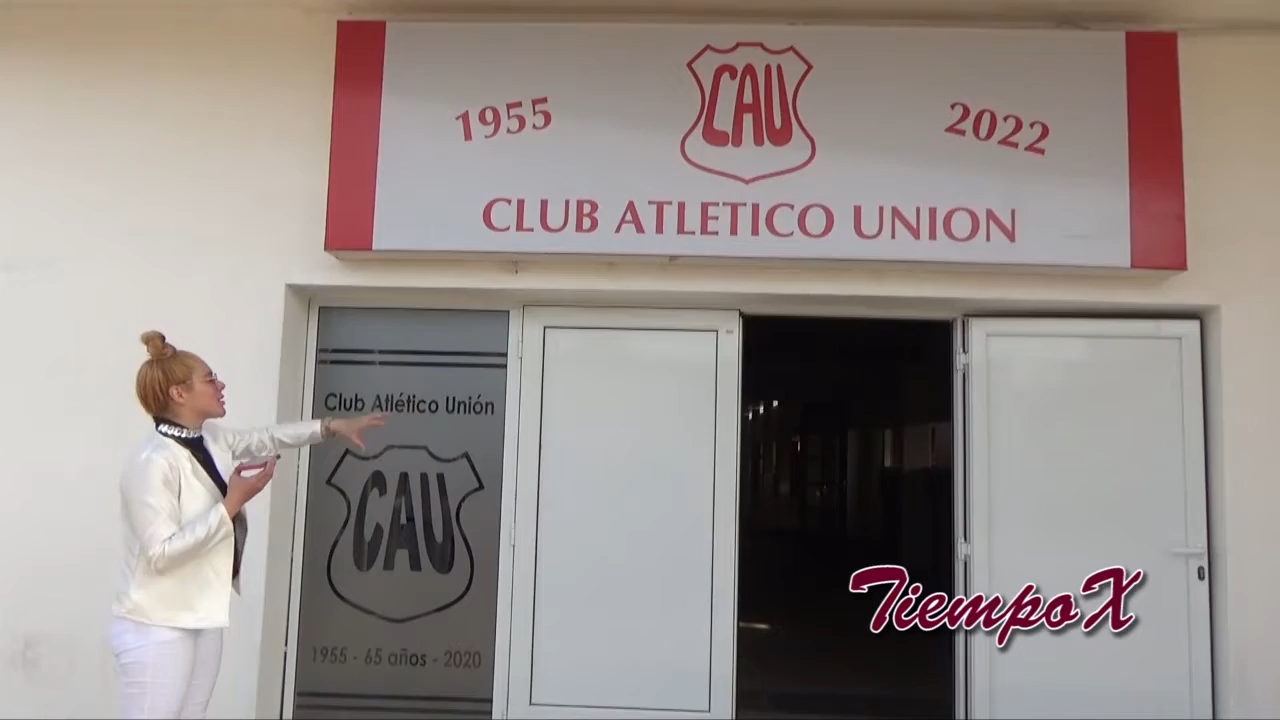 1955
CAU
2022
CLUB ATLETICO UNION
Club Atlético Unión
CAU
1955 - 65 años - 2020
TiempoX